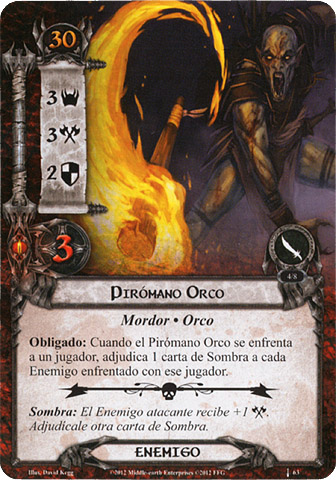 30
3
3
2
3
4/8
Pirómano Orco
Mordor • Orco
Obligado: Cuando el Pirómano Orco se enfrenta
a un jugador, adjudica 1 carta de Sombra a cada
Enemigo enfrentado con ese jugador.
Sombra: El Enemigo atacante recibe +1 .
Adjudícale otra carta de Sombra.
ENEMIGO
Illus. David Kegg ©2012 Middle-earth Enterprises ©2012 FFG 63